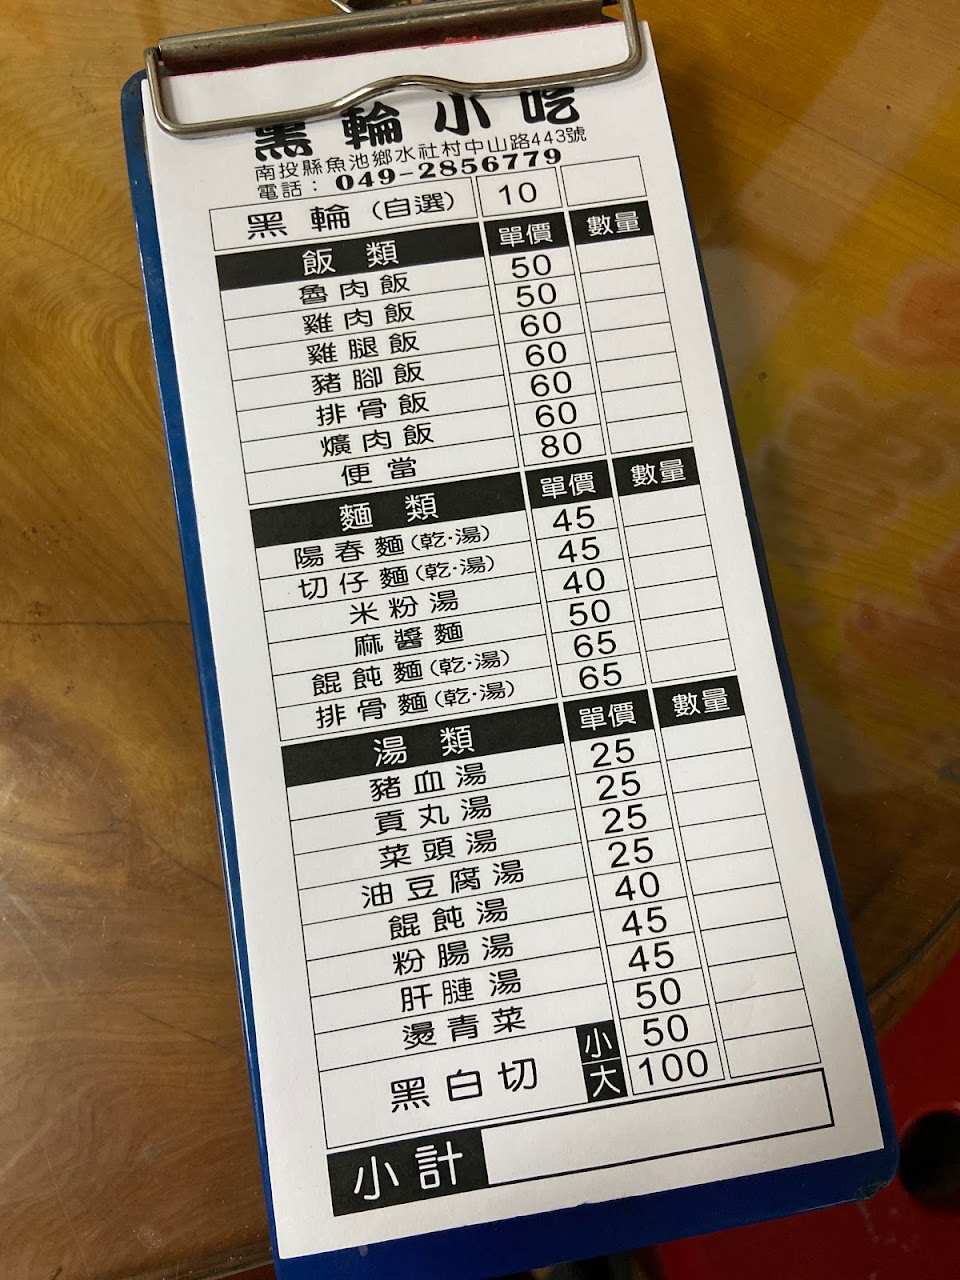 黑輪小吃
南投縣魚池鄉水社村中山路443號
電話：049-2856779
黑輪(自選) 10
飯類 單價 數量
魯肉飯 50
雞肉飯 50
雞腿飯 60
豬腳飯 60
排骨飯 60
爌肉飯 60
便當 80
麵類 單價 數量
陽春麵(乾·湯) 45
切仔麵(乾·湯) 45
米粉湯 40
麻醬麵 50
餛飩麵(乾·湯) 65
排骨麵(乾·湯) 65
湯類 單價 數量
豬血湯 25
貢丸湯 25
菜頭湯 25
油豆腐湯 25
餛飩湯 40
粉腸湯 45
肝膁湯 45
燙青菜 50
黑白切 小 50
大 100
小計